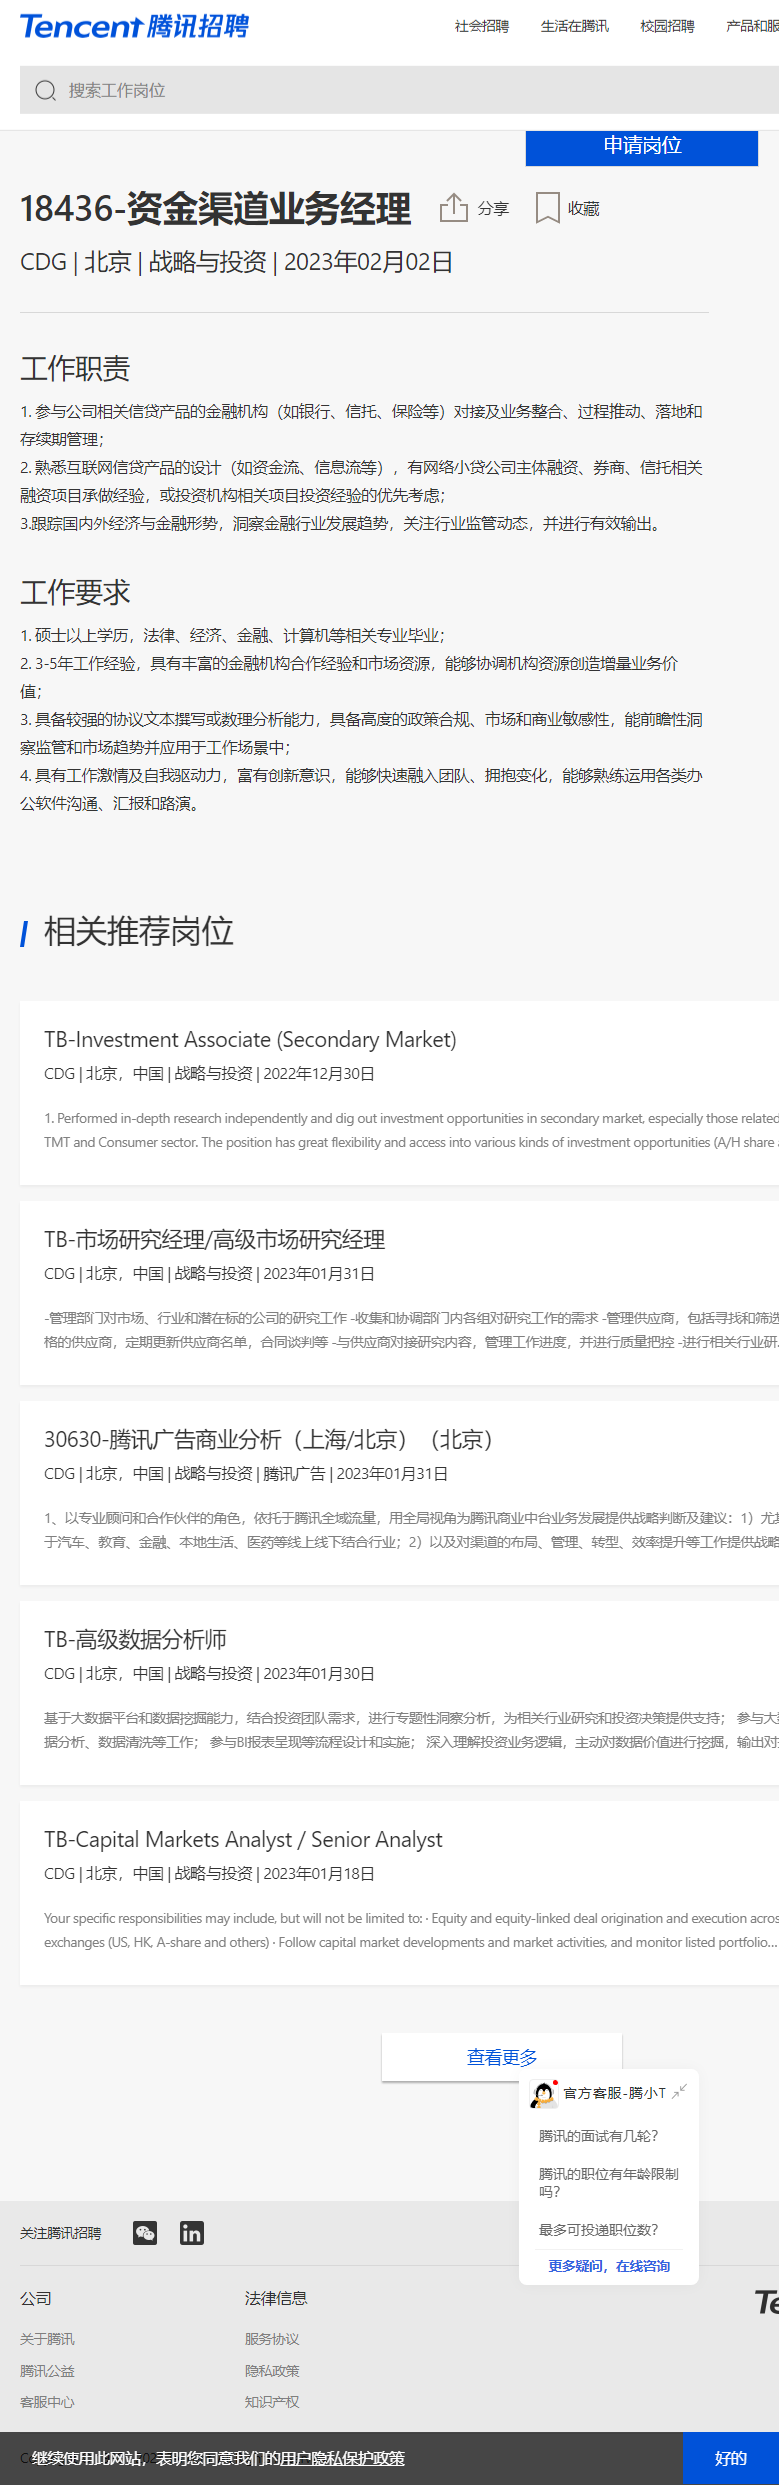 Tencent 腾讯招聘
社会招聘 生活在腾讯 校园招聘 产品和服
搜索工作岗位
申请岗位
18436-资金渠道业务经理 分享 收藏
CDG | 北京 | 战略与投资 | 2023年02月02日
工作职责
1. 参与公司相关信贷产品的金融机构（如银行、信托、保险等）对接及业务整合、过程推动、落地和
存续期管理；
2. 熟悉互联网信贷产品的设计（如资金流、信息流等），有网络小贷公司主体融资、券商、信托相关
融资项目承做经验，或投资机构相关项目投资经验的优先考虑；
3.跟踪国内外经济与金融形势，洞察金融行业发展趋势，关注行业监管动态，并进行有效输出。
工作要求
1. 硕士以上学历，法律、经济、金融、计算机等相关专业毕业；
2. 3-5年工作经验，具有丰富的金融机构合作经验和市场资源，能够协调机构资源创造增量业务价
值；
3. 具备较强的协议文本撰写或数理分析能力，具备高度的政策合规、市场和商业敏感性，能前瞻性洞
察监管和市场趋势并应用于工作场景中；
4. 具有工作激情及自我驱动力，富有创新意识，能够快速融入团队、拥抱变化，能够熟练运用各类办
公软件沟通、汇报和路演。
相关推荐岗位
TB-Investment Associate (Secondary Market)
CDG | 北京，中国 | 战略与投资 | 2022年12月30日
1. Performed in-depth research independently and dig out investment opportunities in secondary market, especially those related
TMT and Consumer sector. The position has great flexibility and access into various kinds of investment opportunities (A/H share
TB-市场研究经理/高级市场研究经理
CDG | 北京，中国 | 战略与投资 | 2023年01月31日
-管理部门对市场、行业和潜在标的公司的研究工作 -收集和协调部门内各组对研究工作的需求 -管理供应商，包括寻找和筛选
格的供应商，定期更新供应商名单，合同谈判等 -与供应商对接研究内容，管理工作进度，并进行质量把控 -进行相关行业研
30630-腾讯广告商业分析（上海/北京）（北京）
CDG | 北京，中国 | 战略与投资 | 腾讯广告 | 2023年01月31日
1、以专业顾问和合作伙伴的角色，依托于腾讯全域流量，用全局视角为腾讯商业中台业务发展提供战略判断及建议：1）尤其
于汽车、教育、金融、本地生活、医药等线上线下结合行业；2）以及对渠道的布局、管理、转型、效率提升等工作提供战略
TB-高级数据分析师
CDG | 北京，中国 | 战略与投资 | 2023年01月30日
基于大数据平台和数据挖掘能力，结合投资团队需求，进行专题性洞察分析，为相关行业研究和投资决策提供支持； 参与大
据分析、数据清洗等工作； 参与BI报表呈现等流程设计和实施； 深入理解投资业务逻辑，主动对数据价值进行挖掘，输出对
TB-Capital Markets Analyst / Senior Analyst
CDG | 北京，中国 | 战略与投资 | 2023年01月18日
Your specific responsibilities may include, but will not be limited to: · Equity and equity-linked deal origination and execution acros
exchanges (US, HK, A-share and others) · Follow capital market developments and market activities, and monitor listed portfolio...
查看更多
官方客服-腾小T
腾讯的面试有几轮？
腾讯的职位有年龄限制
吗？
最多可投递职位数？
更多疑问，在线咨询
关注腾讯招聘
公司 法律信息
关于腾讯 服务协议
腾讯公益 隐私政策
客服中心 知识产权
继续使用此网站，表明您同意我们的用户隐私保护政策 好的